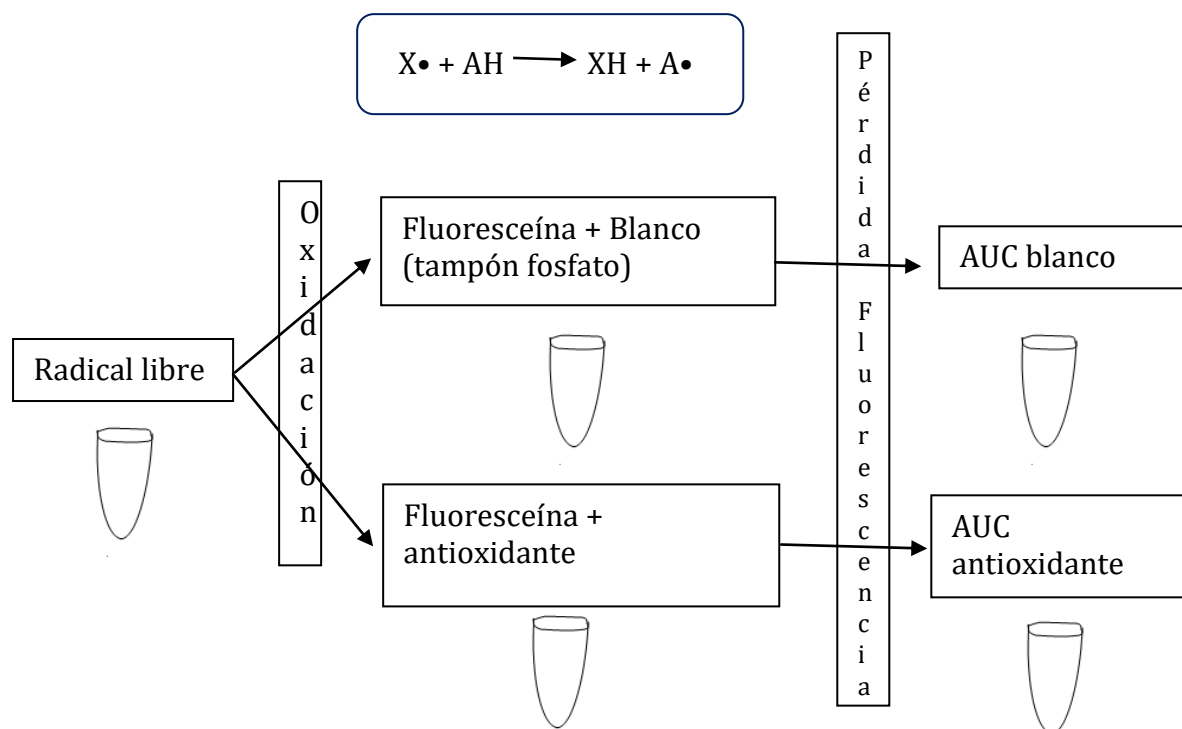 X• + AH → XH + A•
Pérdida Fluorescencia
Oxidación
Fluoresceína + Blanco
(tampón fosfato)
AUC blanco
Radical libre
Fluoresceína +
antioxidante
AUC
antioxidante